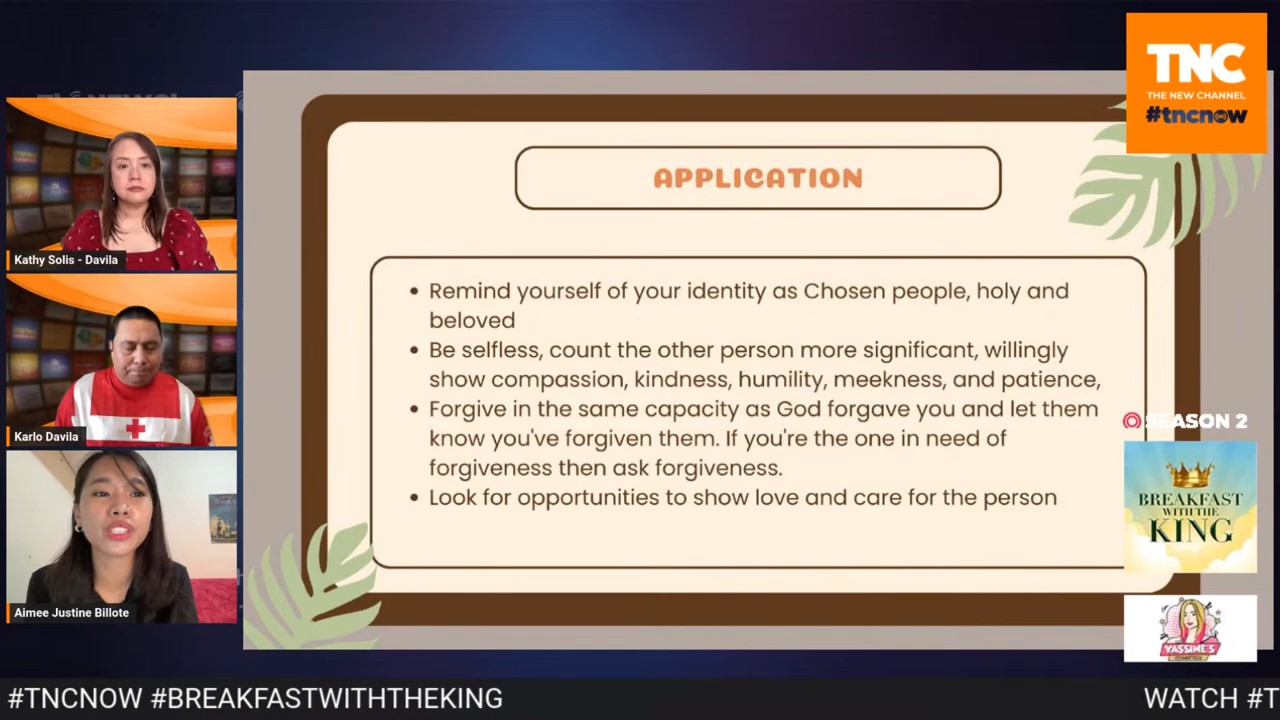 TNC
THE NEW CHANNEL
#tncnow
Kathy Solis - Davila
Karlo Davila
Aimee Justine Billote
APPLICATION
• Remind yourself of your identity as Chosen people, holy and
beloved
• Be selfless, count the other person more significant, willingly
show compassion, kindness, humility, meekness, and patience,
• Forgive in the same capacity as God forgave you and let them
know you've forgiven them. If you're the one in need of
forgiveness then ask forgiveness.
• Look for opportunities to show love and care for the person
SEASON 2
BREAKFAST
WITH THE
KING
YASSINE'S
#TNCNOW #BREAKFASTWITHTHEKING
WATCH #T